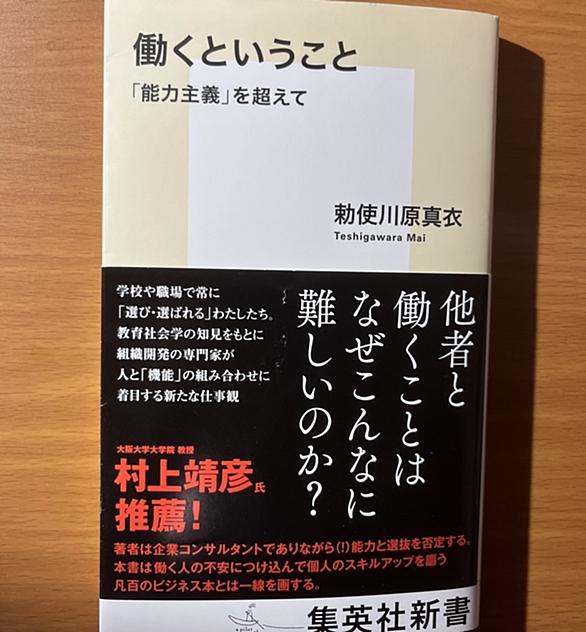 働くということ
「能力主義」を超えて
勅使川原真衣
Teshigawara Mai
他者と
働くことは
なぜこんなに
難しいのか?
学校や職場で常に
「選び・選ばれる」わたしたち。
教育社会学の知見をもとに
組織開発の専門家が
人と「機能」の組み合わせに
着目する新たな仕事観
大阪大学大学院 教授
村上靖彦氏
推薦!
著者は企業コンサルタントでありながら(!)能力と選抜を否定する。
本書は働く人の不安につけ込んで個人のスキルアップを謳う
凡百のビジネス本とは一線を画する。
a pilot
集英社新書